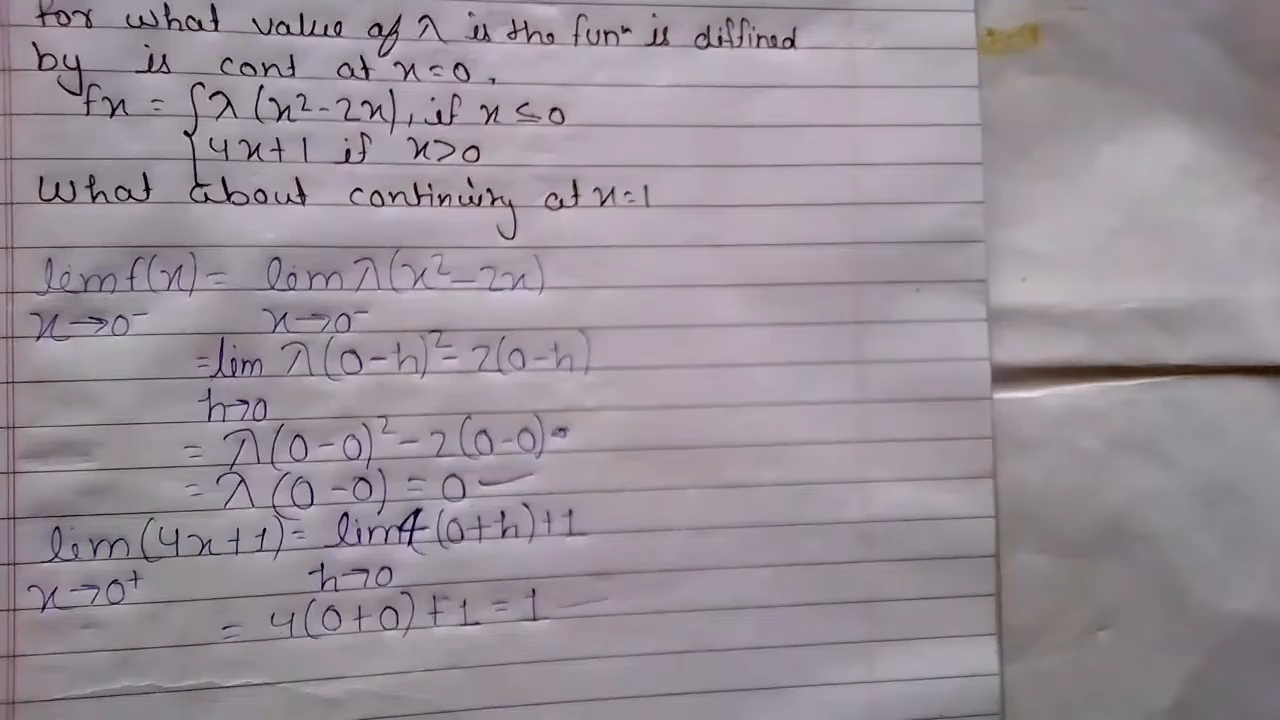 for what value of λ is the funⁿ is diffined
by is cont at x=0,
fx = { λ(x²-2x), if x ≤ 0
4x+1 if x>0
What about continuiry at x=1
lim f(x) = lim λ(x²-2x)
x→0⁻ x→0⁻
=lim λ(0-h)²-2(0-h)
h→0
= λ(0-0)²-2(0-0)
= λ(0-0) = 0
lim(4x+1)= lim4(0+h)+1
x→0⁺ h→0
= 4(0+0)+1=1